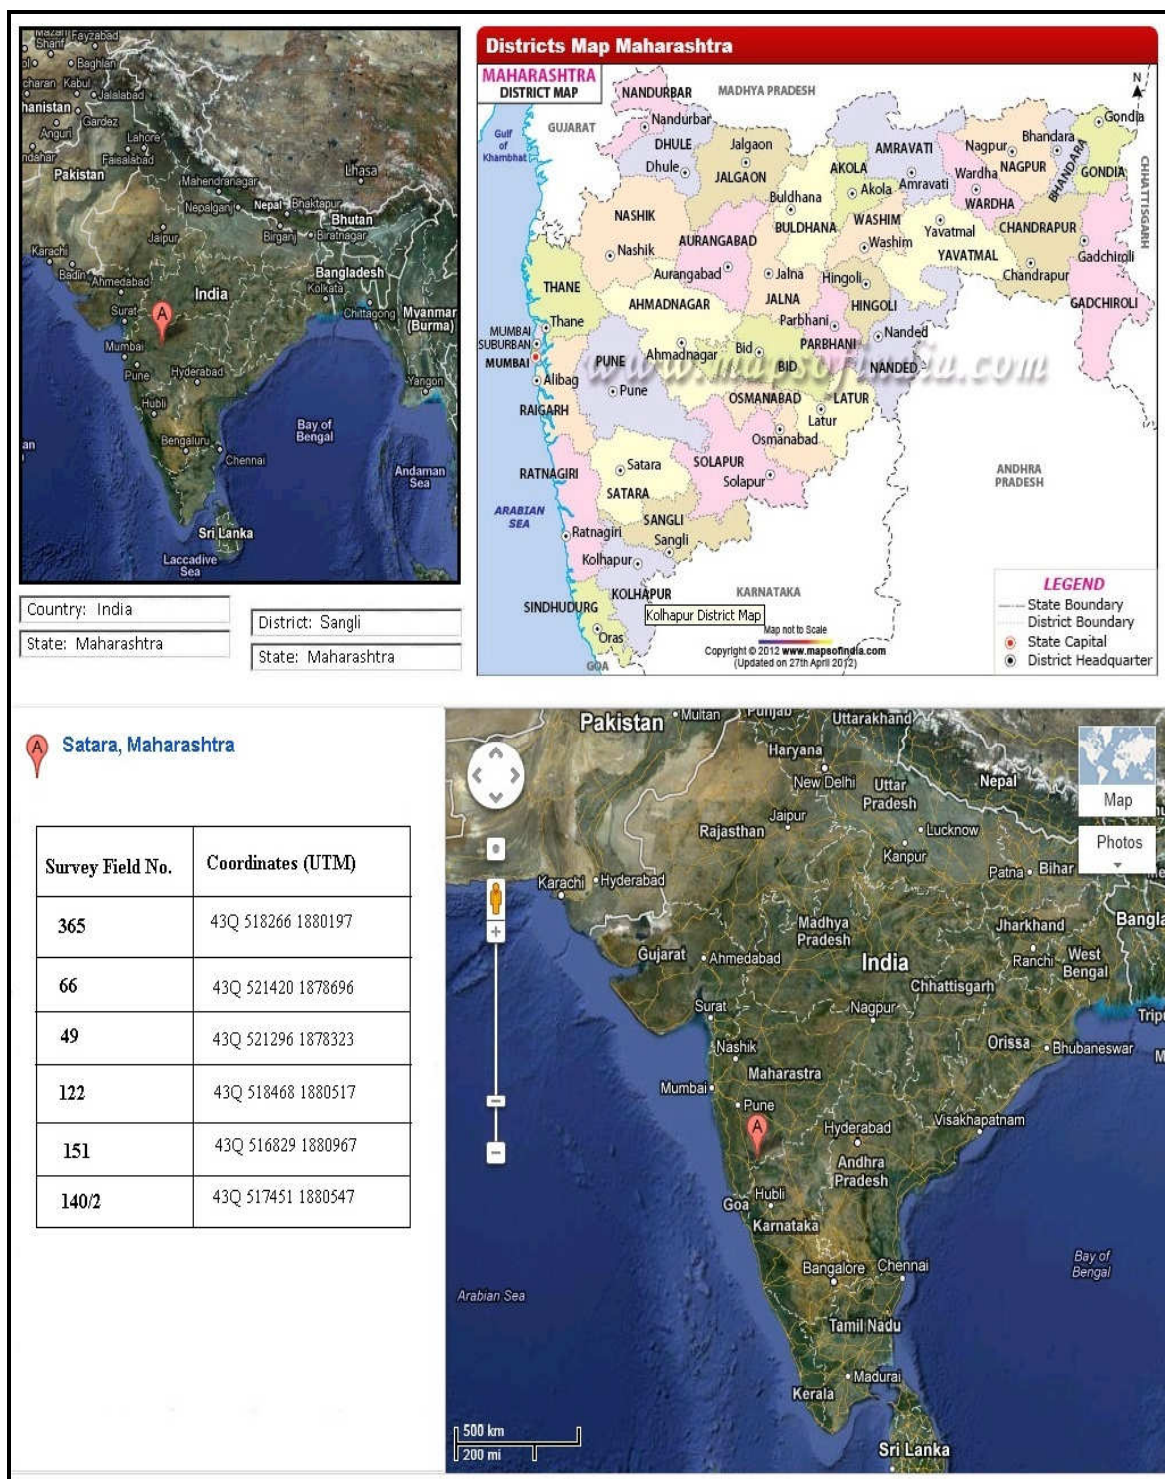 Mazari
Sharif
Fayzabad
Baghlan
charan
Kabul
Jalalabad
hanistan
Gardez
Anguri
Lahore
ndahar
Faisalabad
Pakistan
Lhasa
Mahendranagar
Nepalganj
Nepal
Bhaktapur
Bhutan
Birganj
Biratnagar
Jaipur
Karachi
Badin
Ahmedabad
Bangladesh
India
Kolkata
Surat
Chittagong
Myanmar
(Burma)
A
Mumbai
Pune
Hyderabad
Yangon
Hubli
Bay of
Bengal
an
Bengaluru
Chennai
Andaman
Sea
Sri Lanka
Laccadive
Sea
Country: India
State: Maharashtra
District: Sangli
State: Maharashtra
Districts Map Maharashtra
MAHARASHTRA
DISTRICT MAP
N
NANDURBAR
MADHYA PRADESH
Gulf
of
Khambhat
GUJARAT
Nandurbar
DHULE
Dhule
Jalgaon
JALGAON
AKOLA
Akola
AMRAVATI
Amravati
Nagpur
NAGPUR
Wardha
WARDHA
Bhandara
BHANDARA
Gondia
GONDIA
CHHATTISGARH
Buldhana
BULDHANA
NASHIK
Nashik
AURANGABAD
Aurangabad
WASHIM
Washim
Yavatmal
YAVATMAL
CHANDRAPUR
Chandrapur
Gadchiroli
GADCHIROLI
Jalna
JALNA
Hingoli
HINGOLI
THANE
Thane
AHMADNAGAR
Ahmadnagar
Parbhani
PARBHANI
Nanded
NANDED
MUMBAI
SUBURBAN
MUMBAI
PUNE
Pune
Bid
BID
www.mapsofindia.com
Alibag
RAIGARH
OSMANABAD
Osmanabad
LATUR
Latur
RATNAGIRI
Satara
SATARA
SOLAPUR
Solapur
ANDHRA
PRADESH
ARABIAN
SEA
SANGLI
Sangli
Ratnagiri
Kolhapur
KOLHAPUR
KARNATAKA
SINDHUDURG
Kolhapur District Map
Oras
GOA
Map not to Scale
Copyright © 2012 www.mapsofindia.com
(Updated on 27th April 2012)
LEGEND
State Boundary
District Boundary
State Capital
District Headquarter
A
Satara, Maharashtra
Survey Field No. Coordinates (UTM)
365 43Q 518266 1880197
66 43Q 521420 1878696
49 43Q 521296 1878323
122 43Q 518468 1880517
151 43Q 516829 1880967
140/2 43Q 517451 1880547
Pakistan
Multan
Punjab
Uttarakhand
Haryana
New Delhi
Uttar
Pradesh
Nepal
Map
Photos
Jaipur
Rajasthan
Lucknow
Kanpur
Patna
Bihar
Karachi
Hyderabad
Bangla
Madhya
Pradesh
Jharkhand
Ranchi
West
Bengal
Gujarat
Ahmedabad
India
Chhattisgarh
Surat
Nagpur
Tripu
Nashik
Orissa
Bhubaneswar
M
Mumbai
Maharastra
Pune
A
Hyderabad
Visakhapatnam
Andhra
Pradesh
Goa
Hubli
Karnataka
Bay of
Bengal
Bangalore
Chennai
Arabian Sea
Tamil Nadu
Madurai
Kerala
500 km
200 mi
Sri Lanka